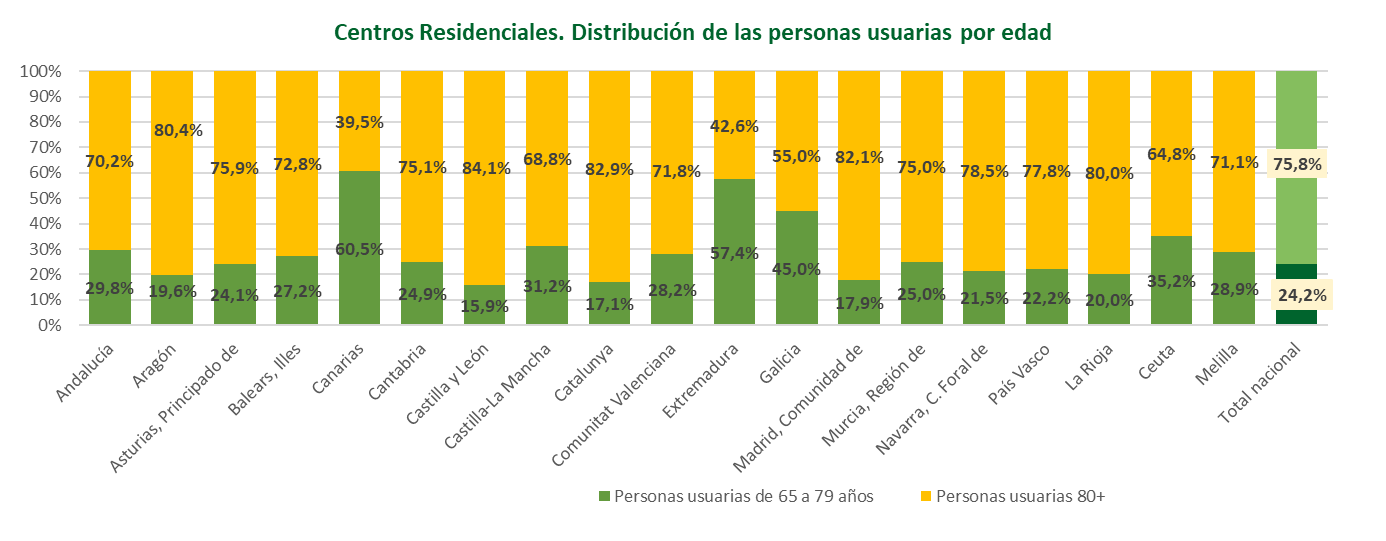 Centros Residenciales. Distribución de las personas usuarias por edad
100%
90%
80%
70%
60%
50%
40%
30%
20%
10%
0%
70,2%
80,4%
75,9%
72,8%
39,5%
75,1%
84,1%
68,8%
82,9%
71,8%
42,6%
55,0%
82,1%
75,0%
78,5%
77,8%
80,0%
64,8%
71,1%
75,8%
29,8%
19,6%
24,1%
27,2%
60,5%
24,9%
15,9%
31,2%
17,1%
28,2%
57,4%
45,0%
17,9%
25,0%
21,5%
22,2%
20,0%
35,2%
28,9%
24,2%
Andalucía
Aragón
Asturias, Principado de
Balears, Illes
Canarias
Cantabria
Castilla y León
Castilla-La Mancha
Catalunya
Comunitat Valenciana
Extremadura
Galicia
Madrid, Comunidad de
Murcia, Región de
Navarra, C. Foral de
País Vasco
La Rioja
Ceuta
Melilla
Total nacional
Personas usuarias de 65 a 79 años
Personas usuarias 80+